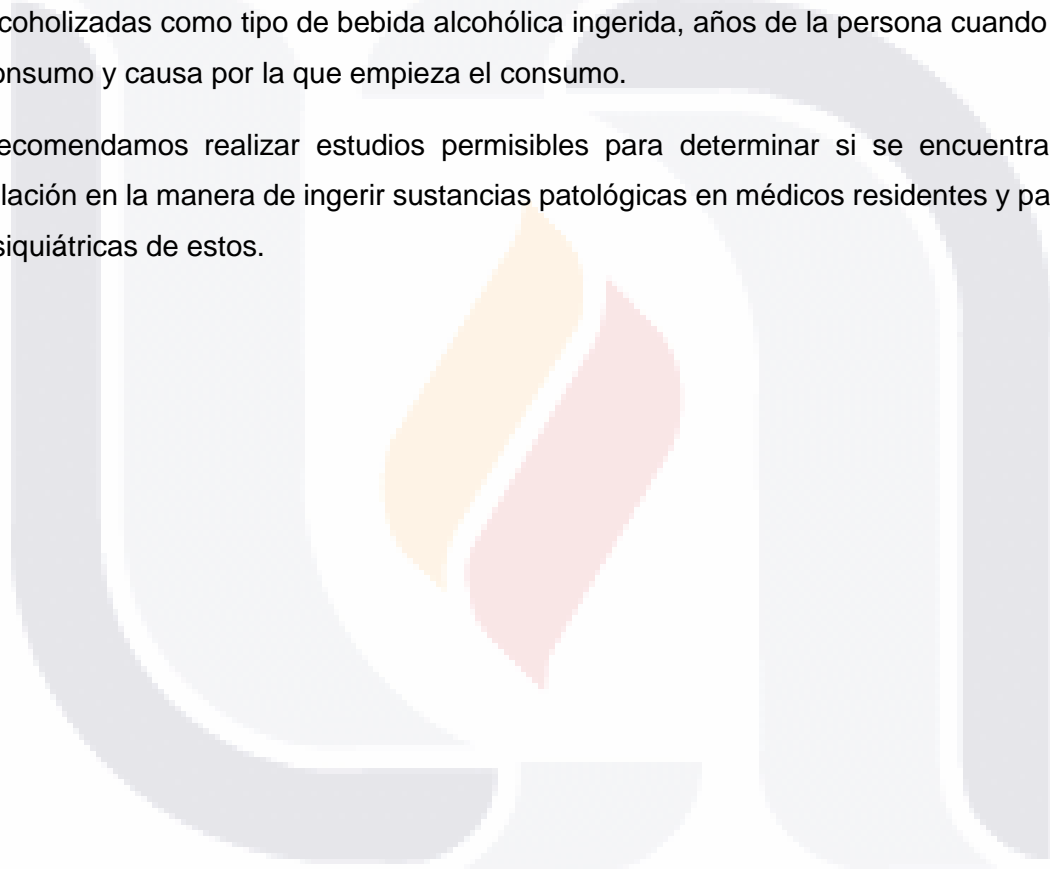 coholizadas como tipo de bebida alcohólica ingerida, años de la persona cuando
onsumo y causa por la que empieza el consumo.
ecomendamos realizar estudios permisibles para determinar si se encuentra
lación en la manera de ingerir sustancias patológicas en médicos residentes y pa
siquiátricas de estos.